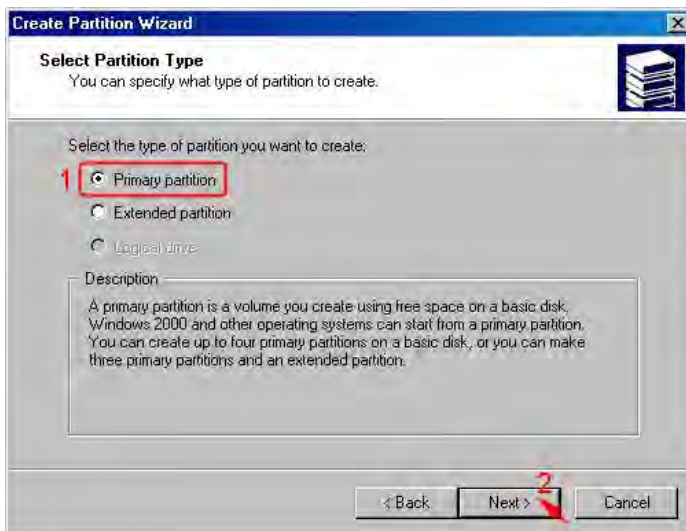 Create Partition Wizard
Select Partition Type
You can specify what type of partition to create.
Select the type of partition you want to create:
1 Primary partition
Extended partition
Logical drive
Description
A primary partition is a volume you create using free space on a basic disk.
Windows 2000 and other operating systems can start from a primary partition.
You can create up to four primary partitions on a basic disk, or you can make
three primary partitions and an extended partition.
2
< Back Next > Cancel